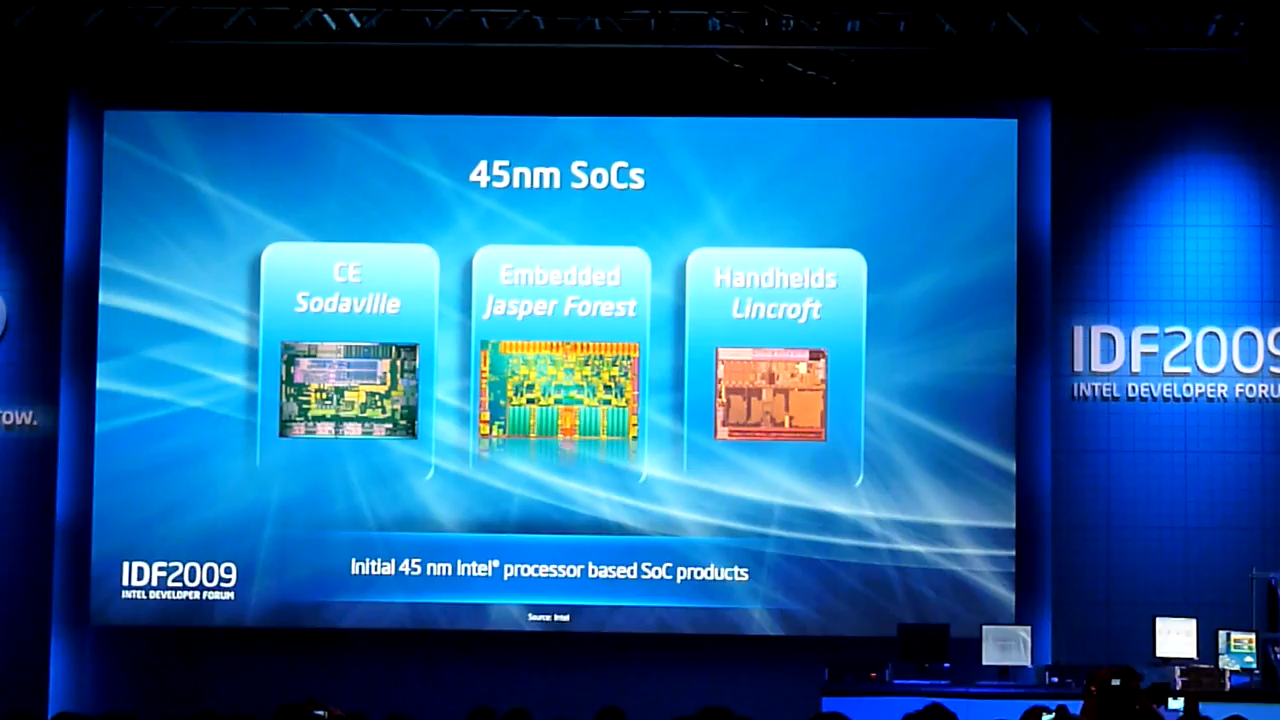 45nm SoCs
CE
Sodaville
Embedded
Jasper Forest
Handhelds
Lincroft
Initial 45 nm Intel® processor based SoC products
IDF2009
INTEL DEVELOPER FORUM
Source: Intel
IDF2009
INTEL DEVELOPER FORU
ow.